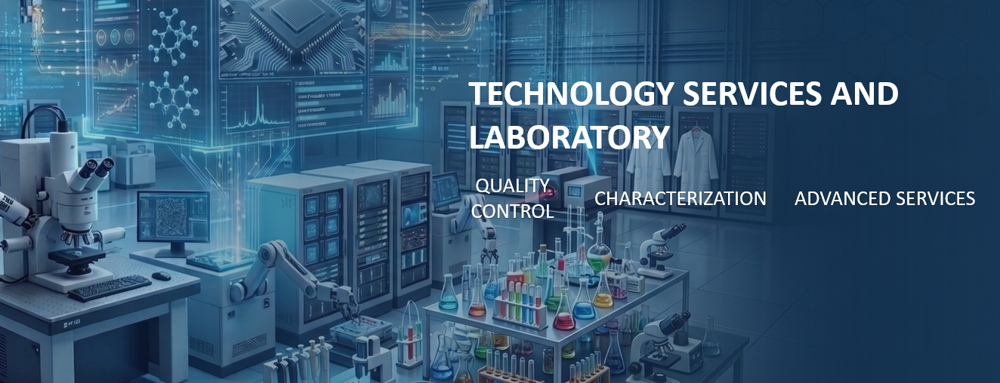 TECHNOLOGY SERVICES AND
LABORATORY
QUALITY
CONTROL
CHARACTERIZATION
ADVANCED SERVICES